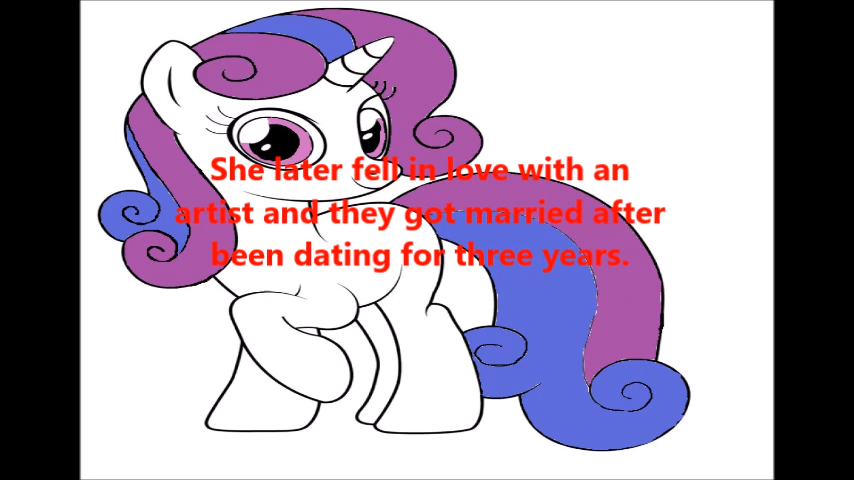 She later fell in love with an
artist and they got married after
been dating for three years.